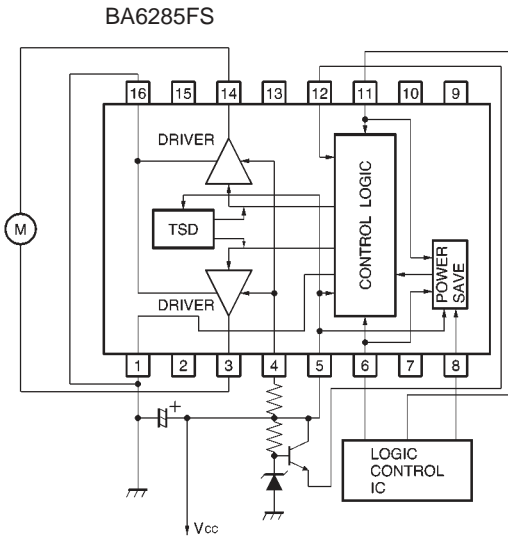 BA6285FS
16 15 14 13 12 11 10 9
DRIVER
CONTROL LOGIC
M
TSD
POWER
SAVE
DRIVER
1 2 3 4 5 6 7 8
+
LOGIC
CONTROL
IC
Vcc